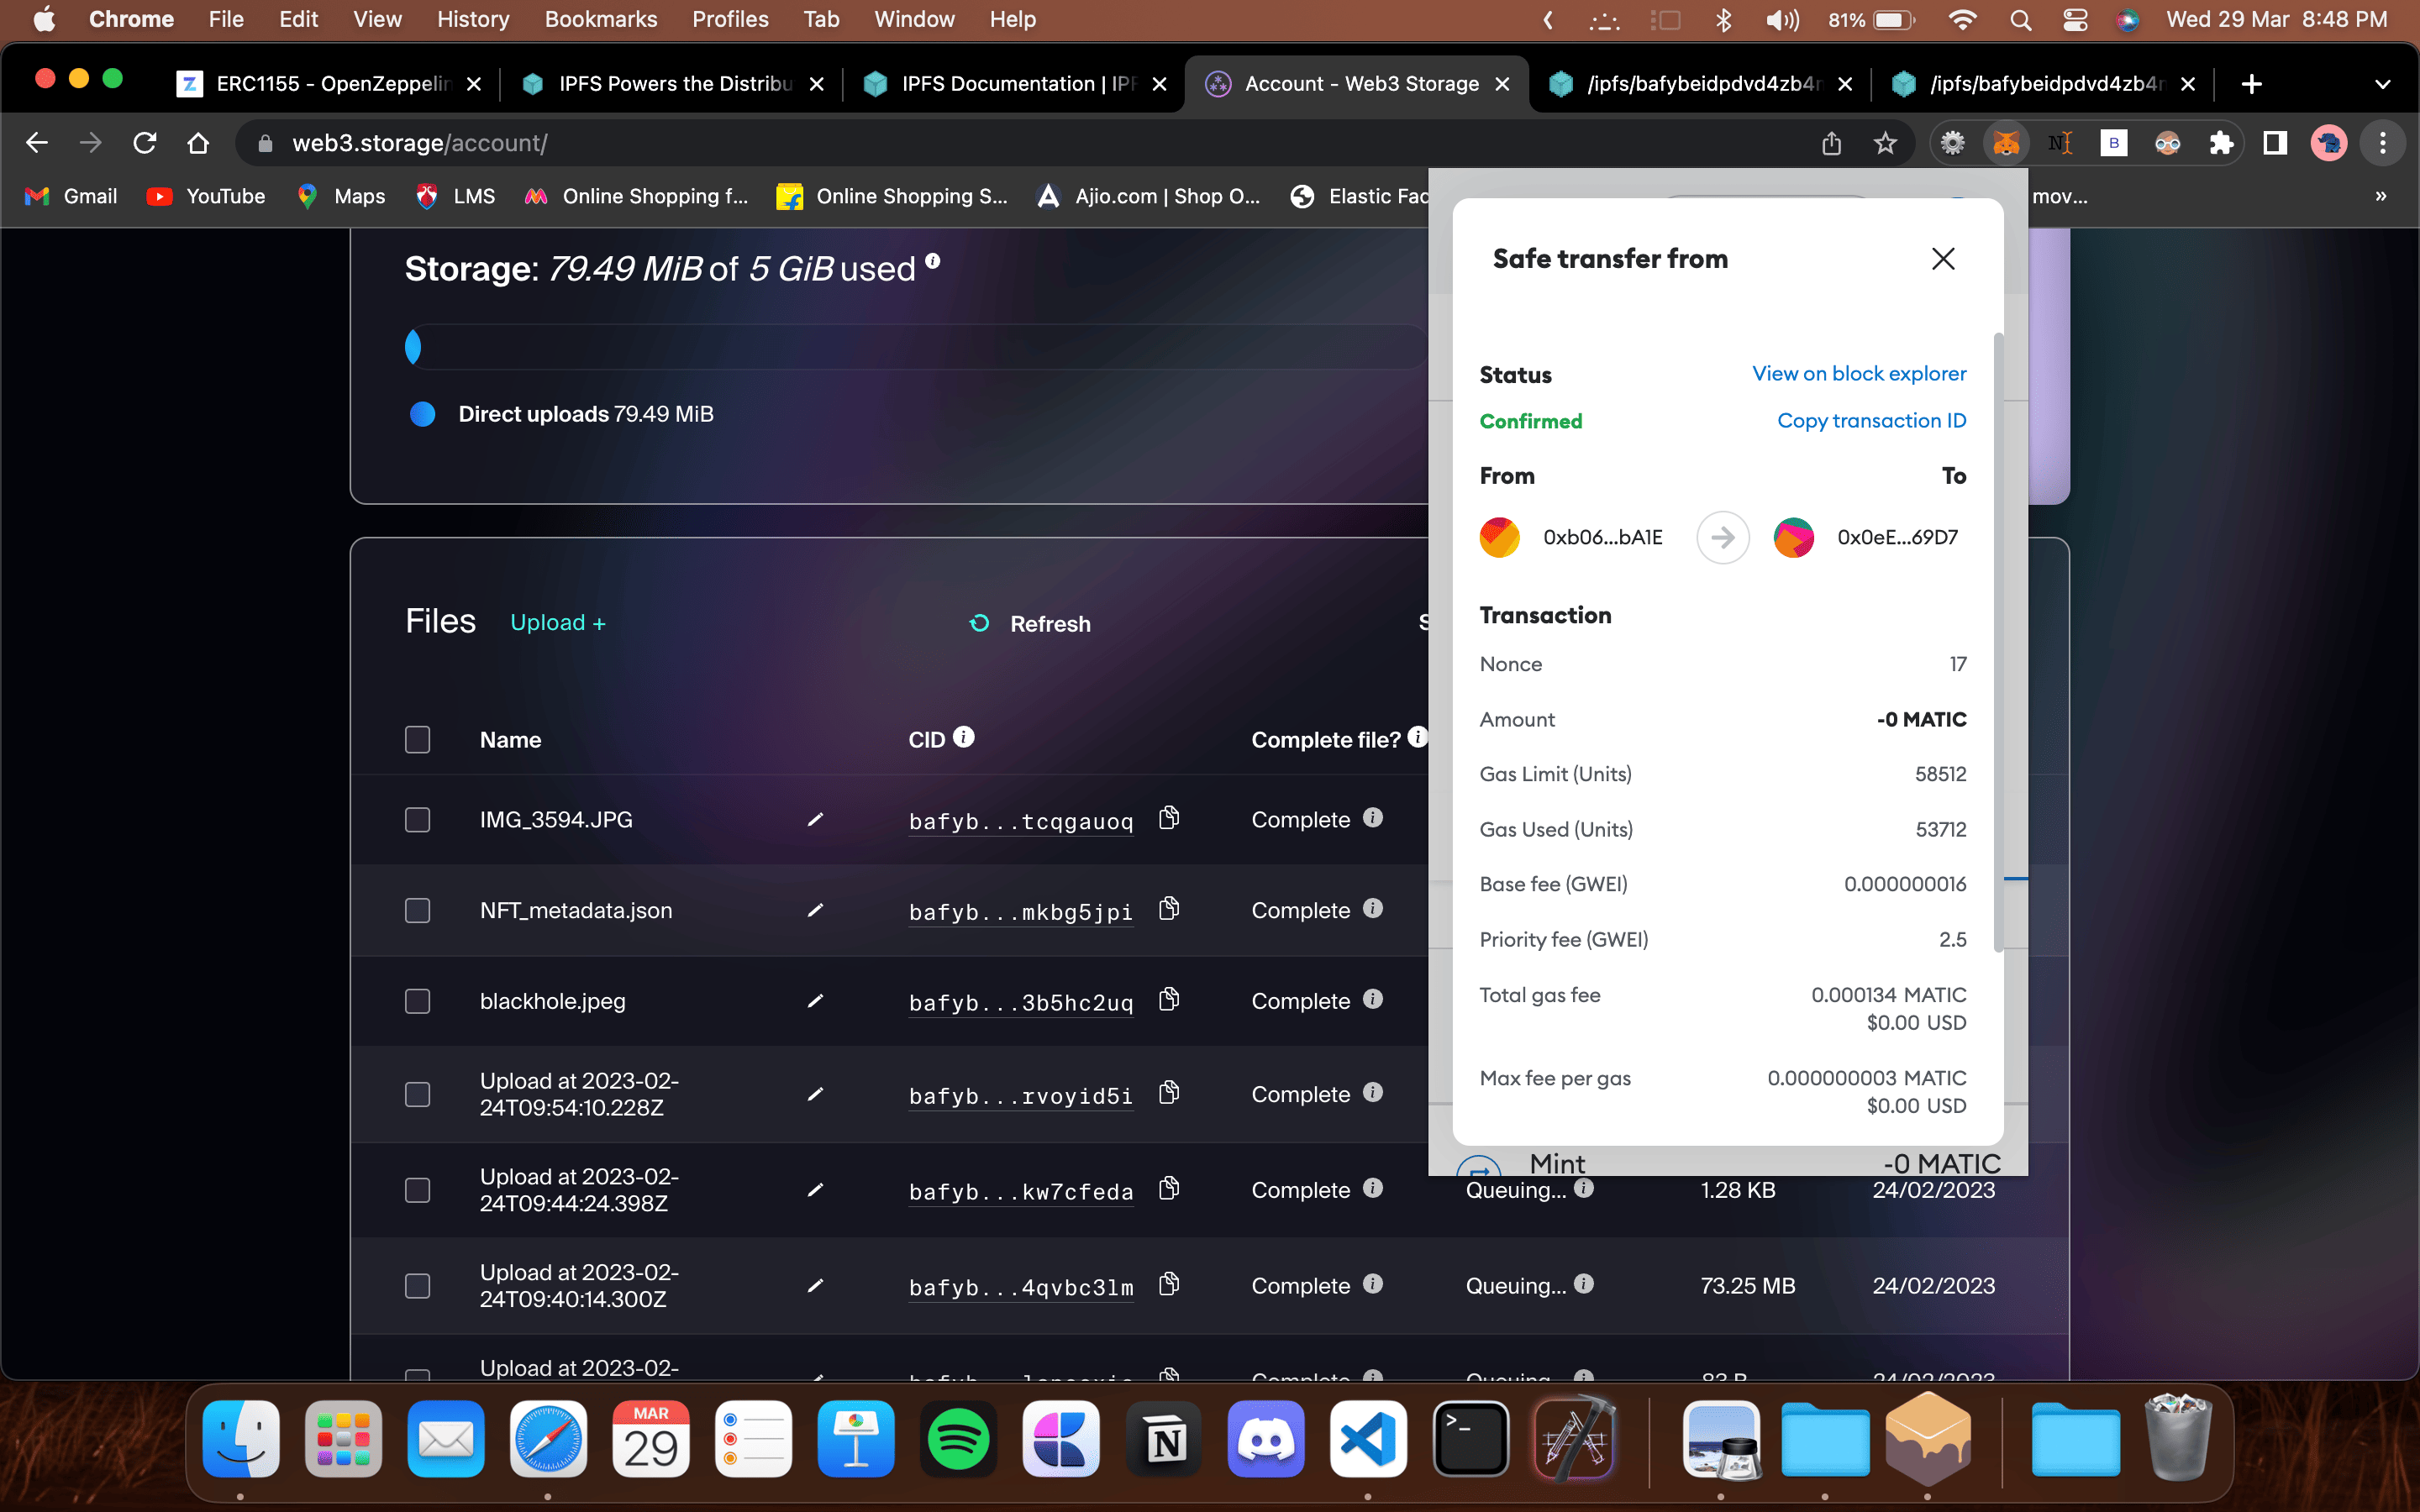 Chrome File Edit View History Bookmarks Profiles Tab Window Help 81% Wed 29 Mar 8:48 PM
ERC1155 - OpenZeppelin IPFS Powers the Distribu IPFS Documentation | IPF Account - Web3 Storage /ipfs/bafybeidpdvd4zb4r /ipfs/bafybeidpdvd4zb4r
web3.storage/account/
Gmail YouTube Maps LMS Online Shopping f... Online Shopping S... Ajio.com | Shop O... Elastic Fac mov...
Storage: 79.49 MiB of 5 GiB used
Direct uploads 79.49 MiB
Files Upload + Refresh
Name CID Complete file?
IMG_3594.JPG bafyb...tcqgauoq Complete
NFT_metadata.json bafyb...mkbg5jpi Complete
blackhole.jpeg bafyb...3b5hc2uq Complete
Upload at 2023-02-
24T09:54:10.228Z bafyb...rvoyid5i Complete
Upload at 2023-02-
24T09:44:24.398Z bafyb...kw7cfeda Complete Queuing... 1.28 KB 24/02/2023
Upload at 2023-02-
24T09:40:14.300Z bafyb...4qvbc3lm Complete Queuing... 73.25 MB 24/02/2023
Upload at 2023-02-
Safe transfer from
Status View on block explorer
Confirmed Copy transaction ID
From To
0xb06...bA1E 0x0eE...69D7
Transaction
Nonce 17
Amount -0 MATIC
Gas Limit (Units) 58512
Gas Used (Units) 53712
Base fee (GWEI) 0.000000016
Priority fee (GWEI) 2.5
Total gas fee 0.000134 MATIC
$0.00 USD
Max fee per gas 0.000000003 MATIC
$0.00 USD
Mint -0 MATIC
MAR
29